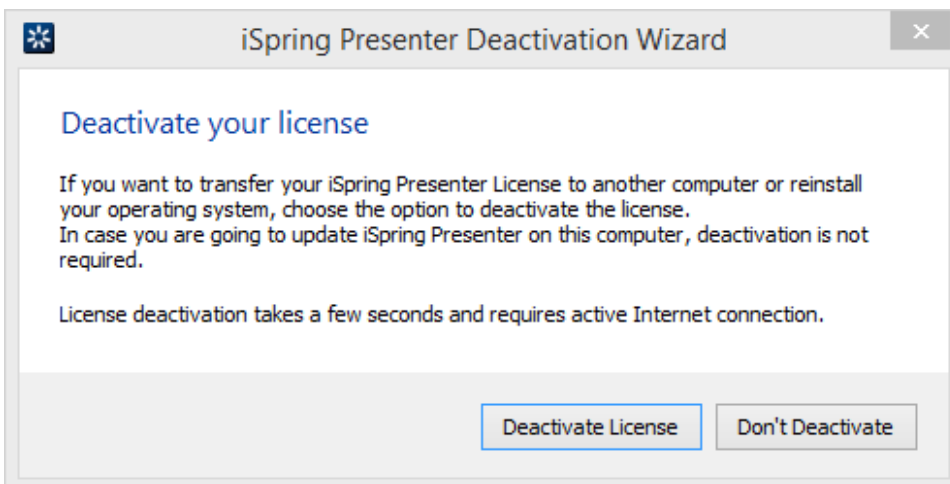 iSpring Presenter Deactivation Wizard
Deactivate your license
If you want to transfer your iSpring Presenter License to another computer or reinstall
your operating system, choose the option to deactivate the license.
In case you are going to update iSpring Presenter on this computer, deactivation is not
required.
License deactivation takes a few seconds and requires active Internet connection.
Deactivate License
Don't Deactivate